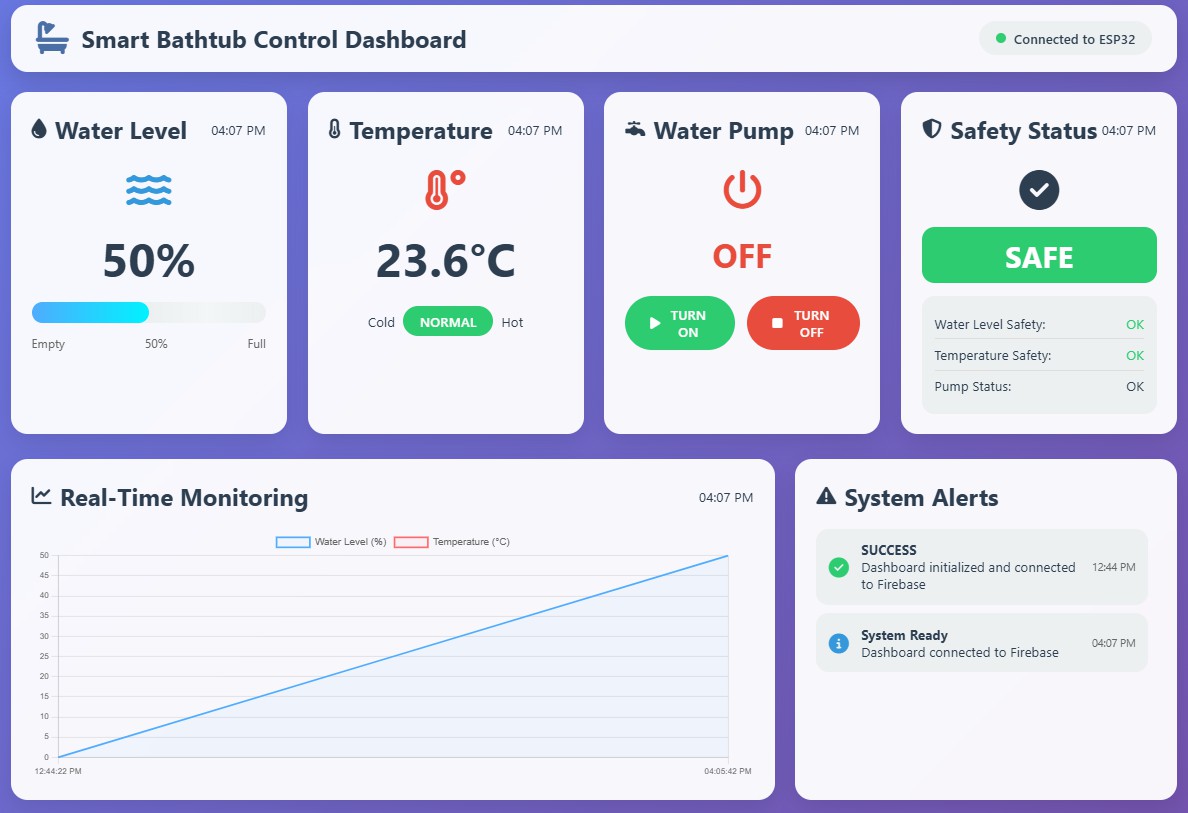 Smart Bathtub Control Dashboard
Connected to ESP32
Water Level 04:07 PM
50%
Empty 50% Full
Temperature 04:07 PM
23.6°C
Cold NORMAL Hot
Water Pump 04:07 PM
OFF
TURN
ON
TURN
OFF
Safety Status 04:07 PM
SAFE
Water Level Safety: OK
Temperature Safety: OK
Pump Status: OK
Real-Time Monitoring 04:07 PM
Water Level (%) Temperature (°C)
50
45
40
35
30
25
20
15
10
5
0
12:44:22 PM 04:05:42 PM
System Alerts
SUCCESS
Dashboard initialized and connected
to Firebase
12:44 PM
System Ready
Dashboard connected to Firebase
04:07 PM